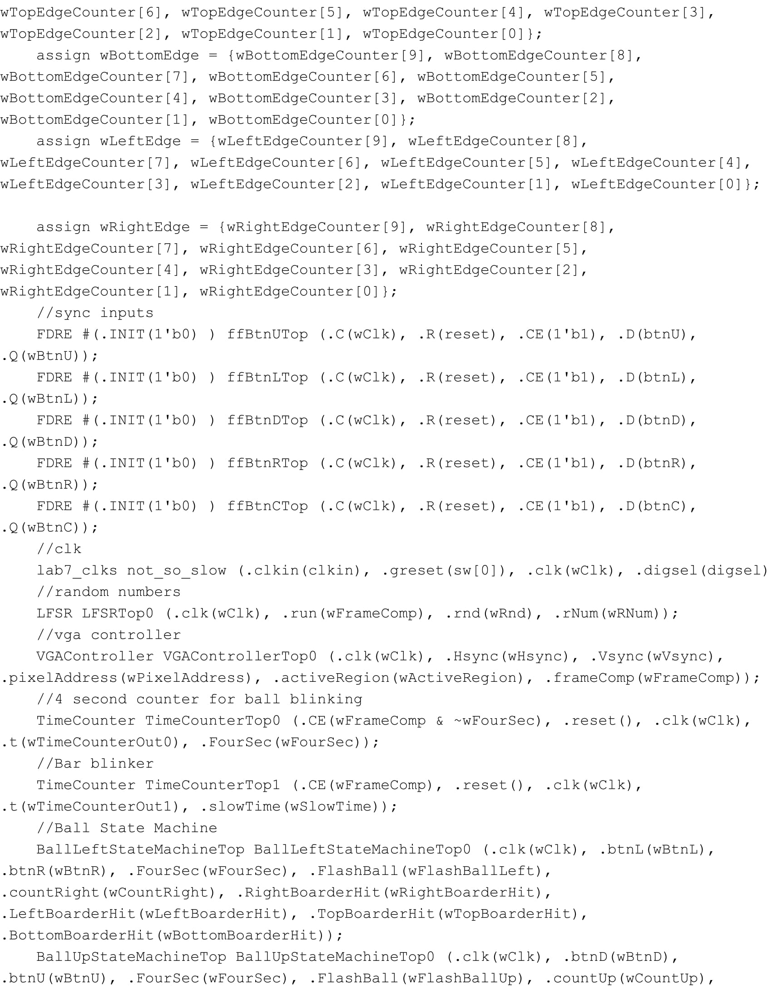 wTopEdgeCounter[6], wTopEdgeCounter[5], wTopEdgeCounter[4], wTopEdgeCounter[3],
wTopEdgeCounter[2], wTopEdgeCounter[1], wTopEdgeCounter[0]};
    assign wBottomEdge = {wBottomEdgeCounter[9], wBottomEdgeCounter[8],
wBottomEdgeCounter[7], wBottomEdgeCounter[6], wBottomEdgeCounter[5],
wBottomEdgeCounter[4], wBottomEdgeCounter[3], wBottomEdgeCounter[2],
wBottomEdgeCounter[1], wBottomEdgeCounter[0]};
    assign wLeftEdge = {wLeftEdgeCounter[9], wLeftEdgeCounter[8],
wLeftEdgeCounter[7], wLeftEdgeCounter[6], wLeftEdgeCounter[5], wLeftEdgeCounter[4],
wLeftEdgeCounter[3], wLeftEdgeCounter[2], wLeftEdgeCounter[1], wLeftEdgeCounter[0]};

    assign wRightEdge = {wRightEdgeCounter[9], wRightEdgeCounter[8],
wRightEdgeCounter[7], wRightEdgeCounter[6], wRightEdgeCounter[5],
wRightEdgeCounter[4], wRightEdgeCounter[3], wRightEdgeCounter[2],
wRightEdgeCounter[1], wRightEdgeCounter[0]};
    //sync inputs
    FDRE #(.INIT(1'b0) ) ffBtnUTop (.C(wClk), .R(reset), .CE(1'b1), .D(btnU),
.Q(wBtnU));
    FDRE #(.INIT(1'b0) ) ffBtnLTop (.C(wClk), .R(reset), .CE(1'b1), .D(btnL),
.Q(wBtnL));
    FDRE #(.INIT(1'b0) ) ffBtnDTop (.C(wClk), .R(reset), .CE(1'b1), .D(btnD),
.Q(wBtnD));
    FDRE #(.INIT(1'b0) ) ffBtnRTop (.C(wClk), .R(reset), .CE(1'b1), .D(btnR),
.Q(wBtnR));
    FDRE #(.INIT(1'b0) ) ffBtnCTop (.C(wClk), .R(reset), .CE(1'b1), .D(btnC),
.Q(wBtnC));
    //clk
    lab7_clks not_so_slow (.clkin(clkin), .greset(sw[0]), .clk(wClk), .digsel(digsel)
    //random numbers
    LFSR LFSRTop0 (.clk(wClk), .run(wFrameComp), .rnd(wRnd), .rNum(wRNum));
    //vga controller
    VGAController VGAControllerTop0 (.clk(wClk), .Hsync(wHsync), .Vsync(wVsync),
.pixelAddress(wPixelAddress), .activeRegion(wActiveRegion), .frameComp(wFrameComp));
    //4 second counter for ball blinking
    TimeCounter TimeCounterTop0 (.CE(wFrameComp & ~wFourSec), .reset(), .clk(wClk),
.t(wTimeCounterOut0), .FourSec(wFourSec));
    //Bar blinker
    TimeCounter TimeCounterTop1 (.CE(wFrameComp), .reset(), .clk(wClk),
.t(wTimeCounterOut1), .slowTime(wSlowTime));
    //Ball State Machine
    BallLeftStateMachineTop BallLeftStateMachineTop0 (.clk(wClk), .btnL(wBtnL),
.btnR(wBtnR), .FourSec(wFourSec), .FlashBall(wFlashBallLeft),
.countRight(wCountRight), .RightBoarderHit(wRightBoarderHit),
.LeftBoarderHit(wLeftBoarderHit), .TopBoarderHit(wTopBoarderHit),
.BottomBoarderHit(wBottomBoarderHit));
    BallUpStateMachineTop BallUpStateMachineTop0 (.clk(wClk), .btnD(wBtnD),
.btnU(wBtnU), .FourSec(wFourSec), .FlashBall(wFlashBallUp), .countUp(wCountUp),